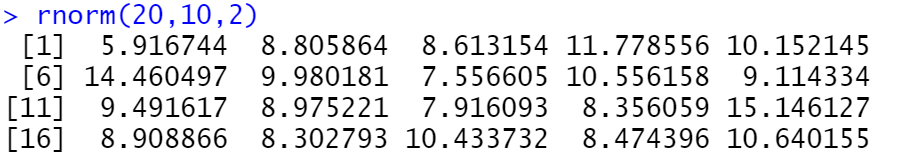 > rnorm(20,10,2)
[1] 5.916744 8.805864 8.613154 11.778556 10.152145
[6] 14.460497 9.980181 7.556605 10.556158 9.114334
[11] 9.491617 8.975221 7.916093 8.356059 15.146127
[16] 8.908866 8.302793 10.433732 8.474396 10.640155